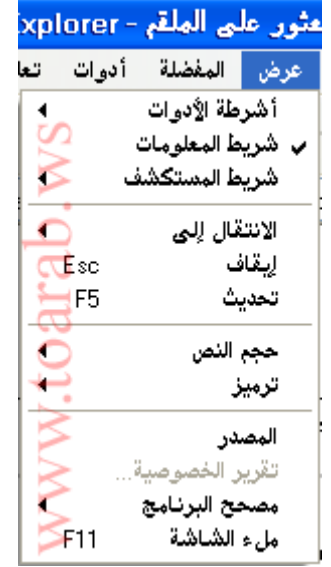 عثور على الملقم - Explorer
عرض المفضلة أدوات تعا
أشرطة الأدوات
شريط المعلومات
شريط المستكشف
الانتقال إلى
إيقاف Esc
تحديث F5
حجم النص
ترميز
المصدر
تقرير الخصوصية...
مصحح البرنامج
ملء الشاشة F11
www.toarab.ws